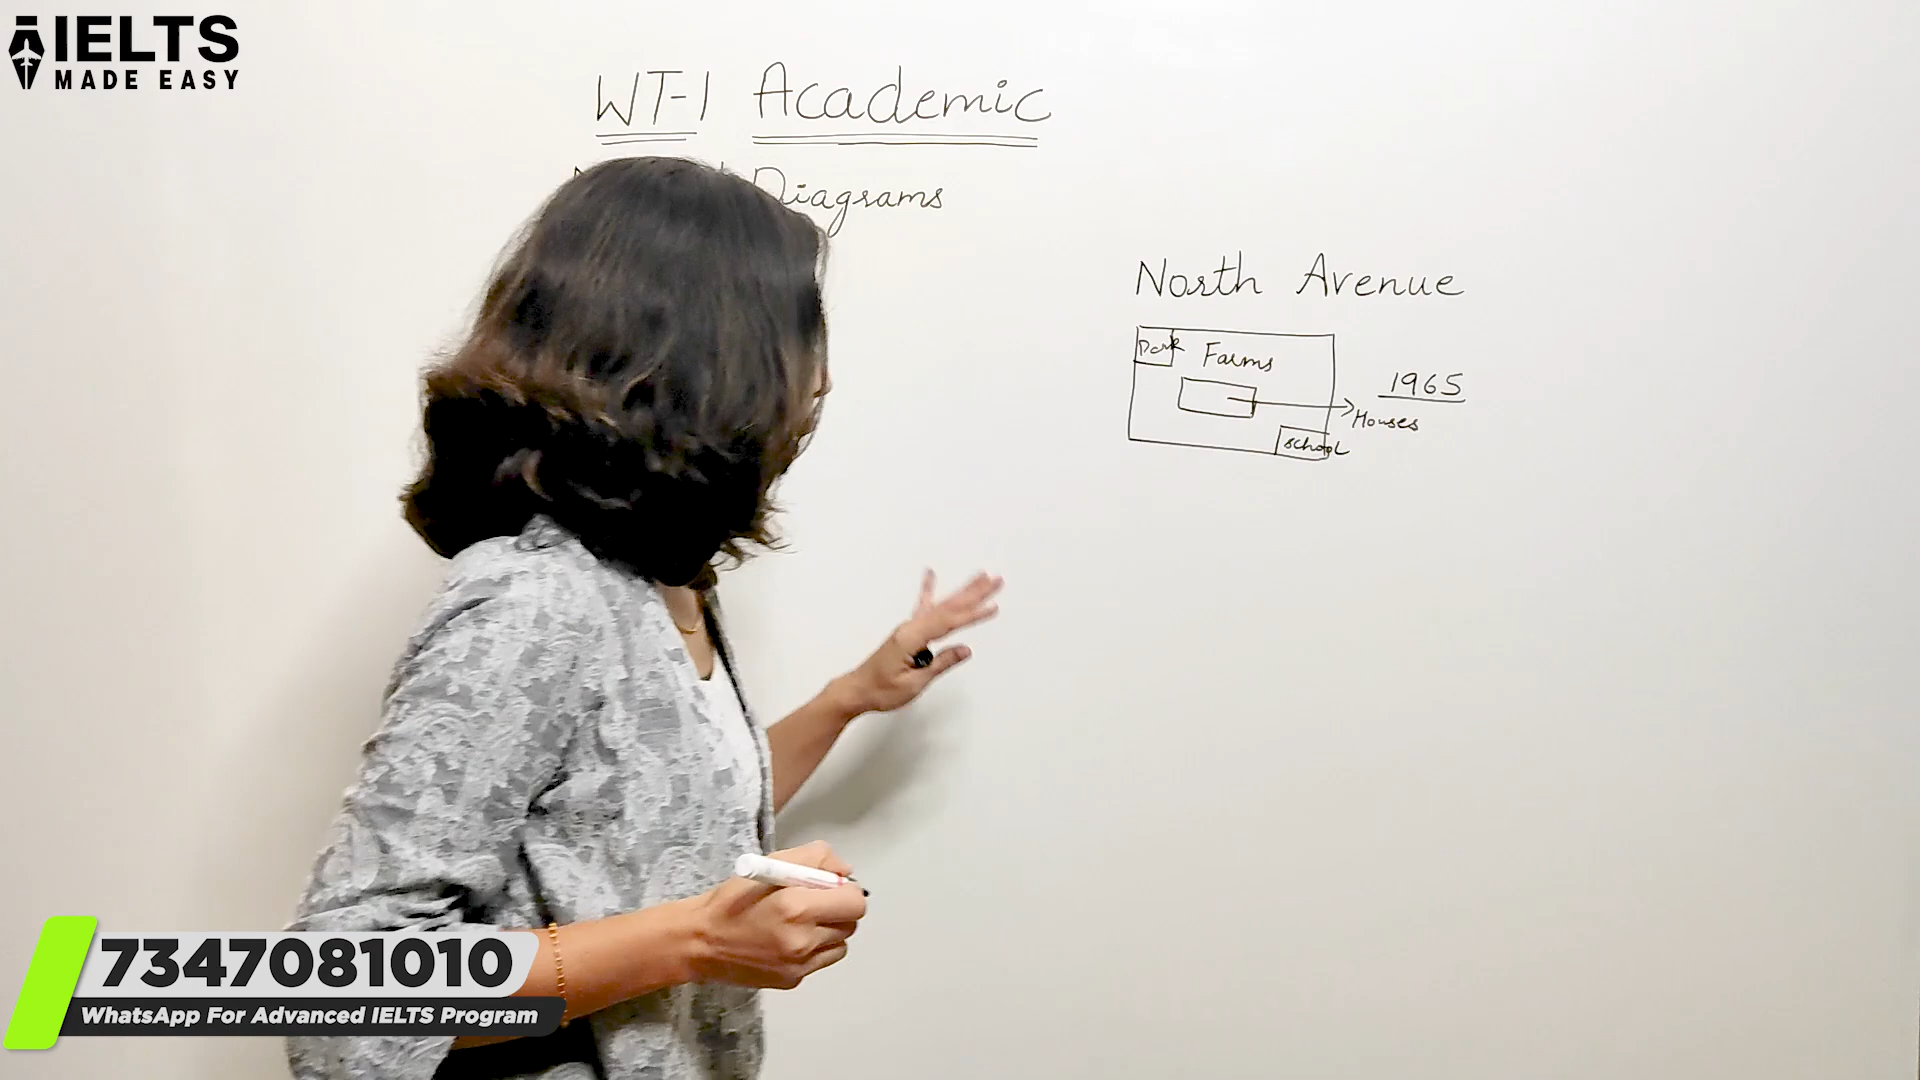 IELTS
MADE EASY
WT-1 Academic
Diagrams
North Avenue
Park
Farms
1965
Houses
School
7347081010
WhatsApp For Advanced IELTS Program